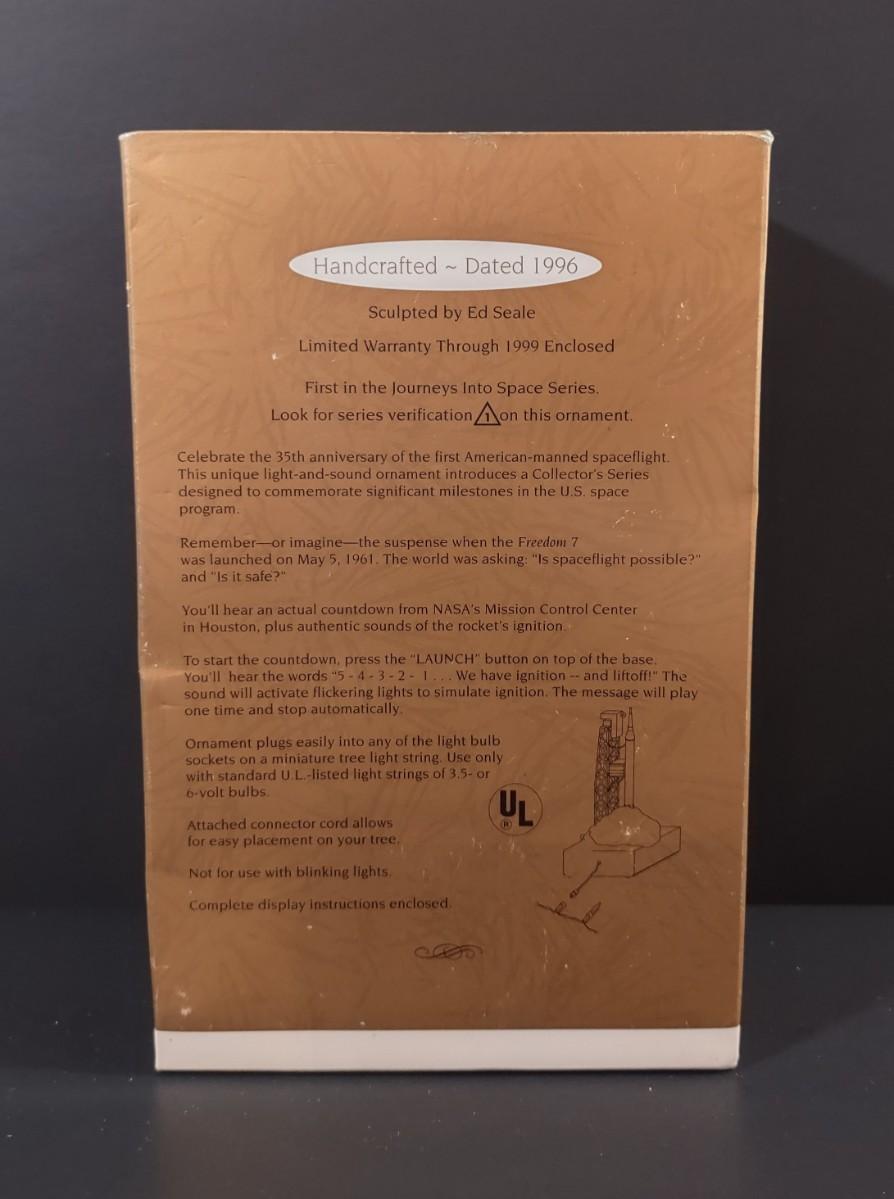 Handcrafted ~ Dated 1996
Sculpted by Ed Seale
Limited Warranty Through 1999 Enclosed
First in the Journeys Into Space Series.
Look for series verification 1 on this ornament.
Celebrate the 35th anniversary of the first American-manned spaceflight.
This unique light-and-sound ornament introduces a Collector's Series
designed to commemorate significant milestones in the U.S. space
program.
Remember—or imagine—the suspense when the Freedom 7
was launched on May 5, 1961. The world was asking: "Is spaceflight possible?"
and "Is it safe?"
You'll hear an actual countdown from NASA's Mission Control Center
in Houston, plus authentic sounds of the rocket's ignition.
To start the countdown, press the "LAUNCH" button on top of the base.
You'll hear the words "5 - 4 - 3 - 2 - 1 . . . We have ignition -- and liftoff!" The
sound will activate flickering lights to simulate ignition. The message will play
one time and stop automatically.
Ornament plugs easily into any of the light bulb
sockets on a miniature tree light string. Use only
with standard U.L.-listed light strings of 3.5- or
6-volt bulbs.
UL ®
Attached connector cord allows
for easy placement on your tree.
Not for use with blinking lights.
Complete display instructions enclosed.